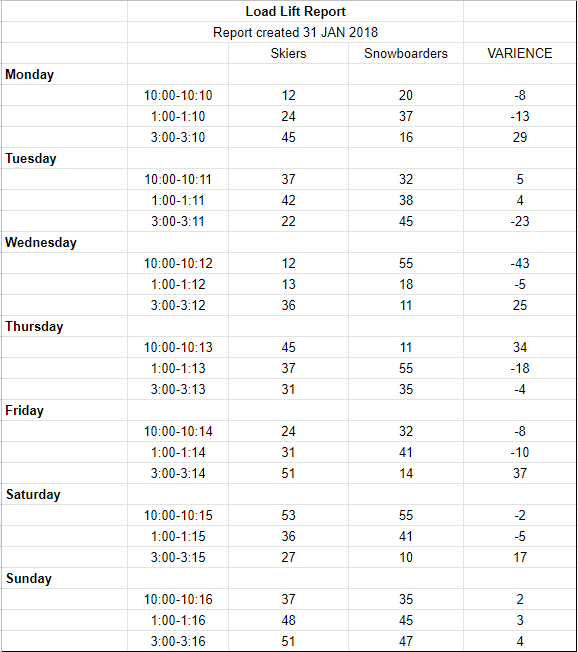 Load Lift Report
Report created 31 JAN 2018
Skiers Snowboarders VARIENCE
Monday
10:00-10:10 12 20 -8
1:00-1:10 24 37 -13
3:00-3:10 45 16 29
Tuesday
10:00-10:11 37 32 5
1:00-1:11 42 38 4
3:00-3:11 22 45 -23
Wednesday
10:00-10:12 12 55 -43
1:00-1:12 13 18 -5
3:00-3:12 36 11 25
Thursday
10:00-10:13 45 11 34
1:00-1:13 37 55 -18
3:00-3:13 31 35 -4
Friday
10:00-10:14 24 32 -8
1:00-1:14 31 41 -10
3:00-3:14 51 14 37
Saturday
10:00-10:15 53 55 -2
1:00-1:15 36 41 -5
3:00-3:15 27 10 17
Sunday
10:00-10:16 37 35 2
1:00-1:16 48 45 3
3:00-3:16 51 47 4